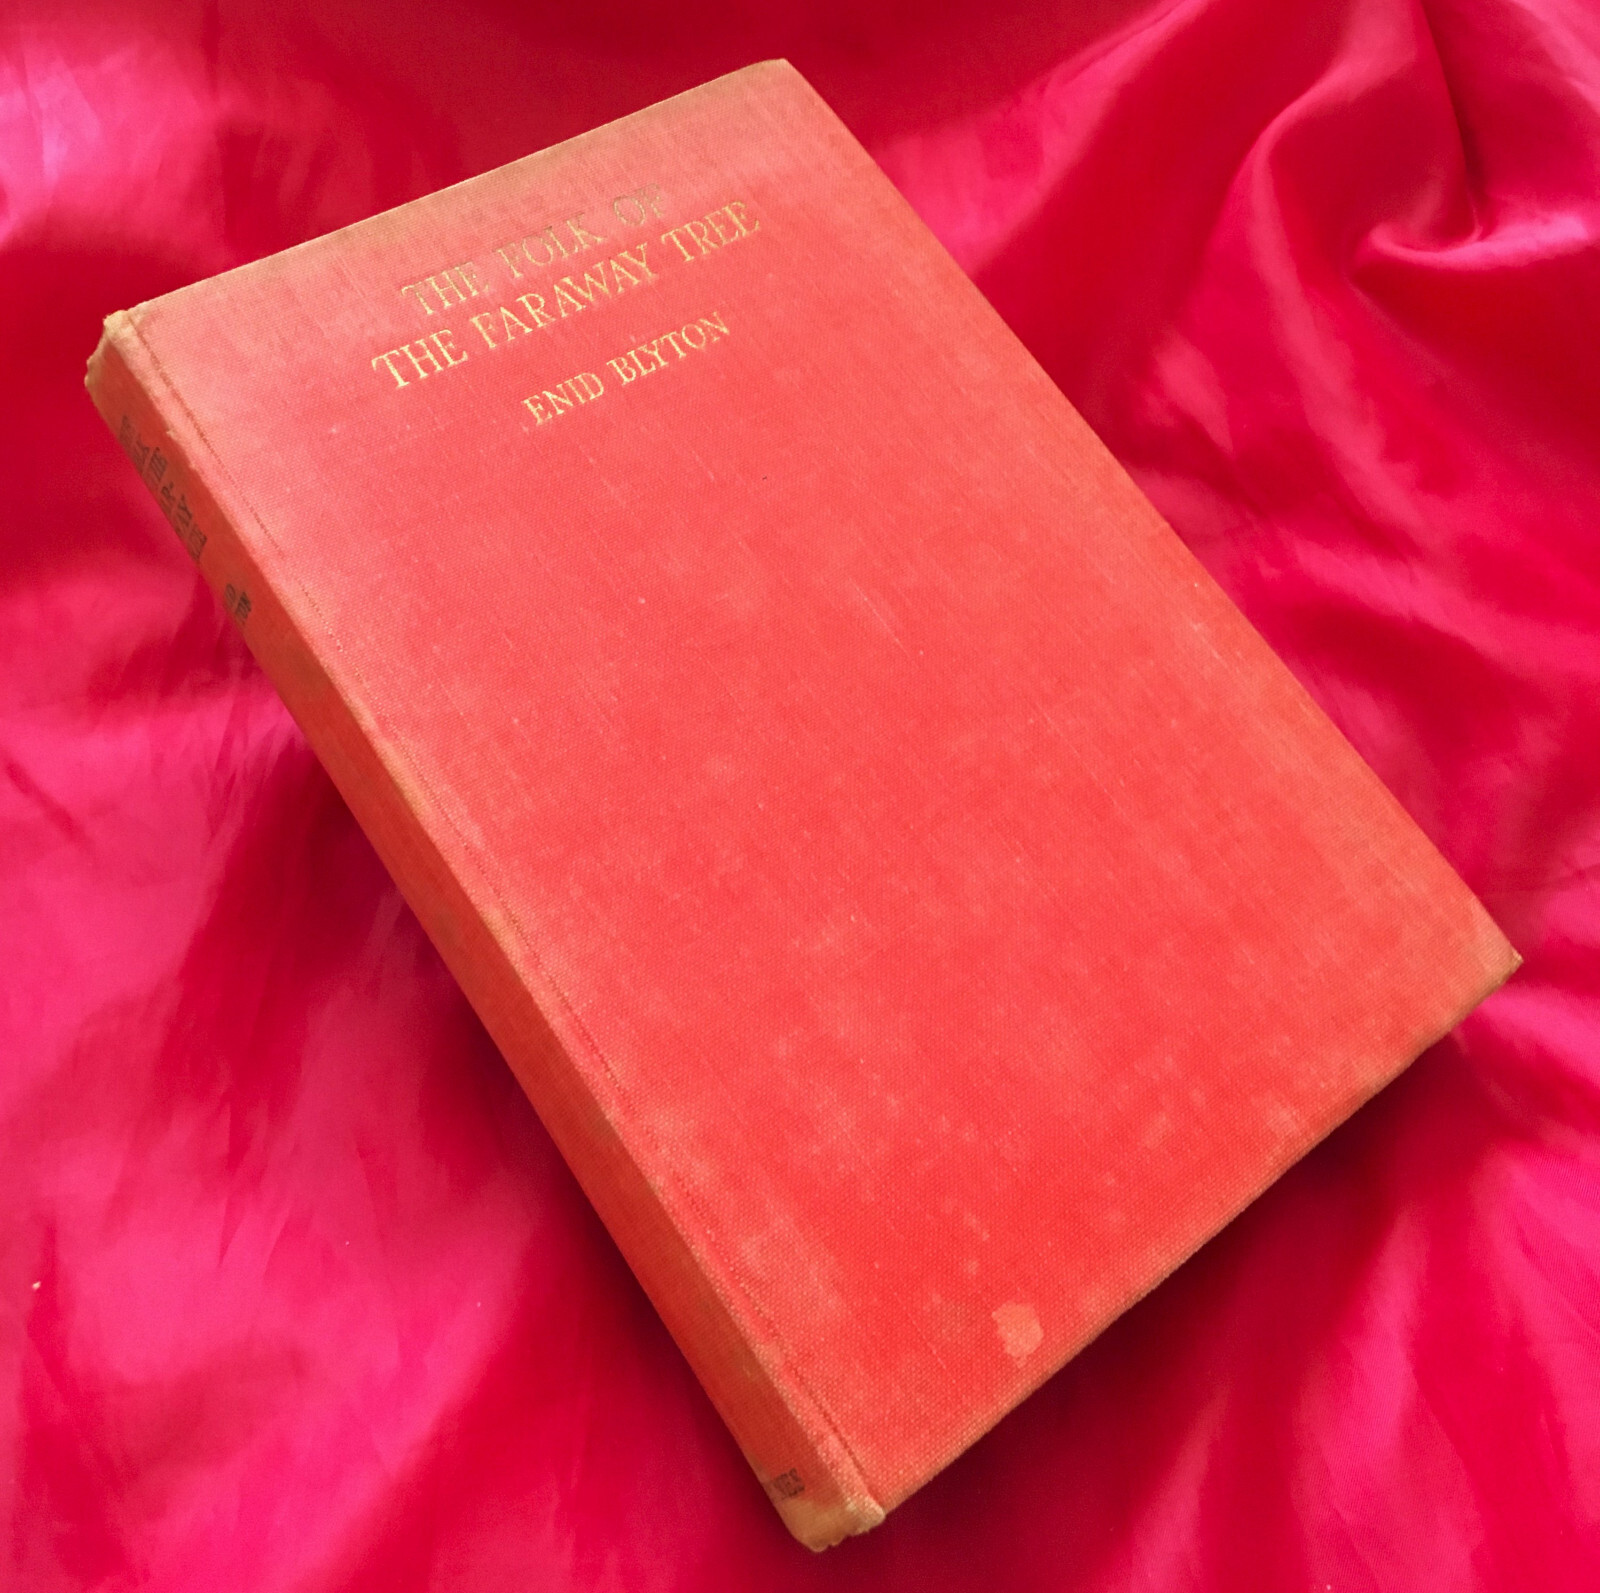 THE FOLK OF
THE FARAWAY TREE
ENID BLYTON